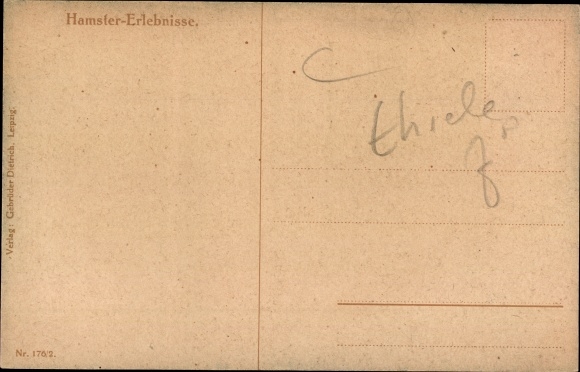 Hamster-Erlebnisse.
Verlag: Gebrüder Dietrich, Leipzig.
Nr. 176/2.
thiele